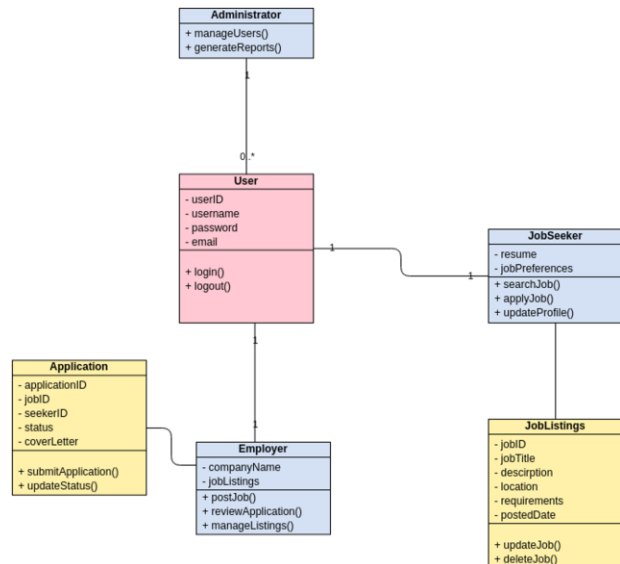 Administrator
+ manageUsers()
+ generateReports()
1
0..*
User
- userID
- username
- password
- email
+ login()
+ logout()
1
1
JobSeeker
- resume
- jobPreferences
+ searchJob()
+ applyJob()
+ updateProfile()
1
1
Application
- applicationID
- jobID
- seekerID
- status
- coverLetter
+ submitApplication()
+ updateStatus()
Employer
- companyName
- jobListings
+ postJob()
+ reviewApplication()
+ manageListings()
JobListings
- jobID
- jobTitle
- descirption
- location
- requirements
- postedDate
+ updateJob()
+ deleteJob()